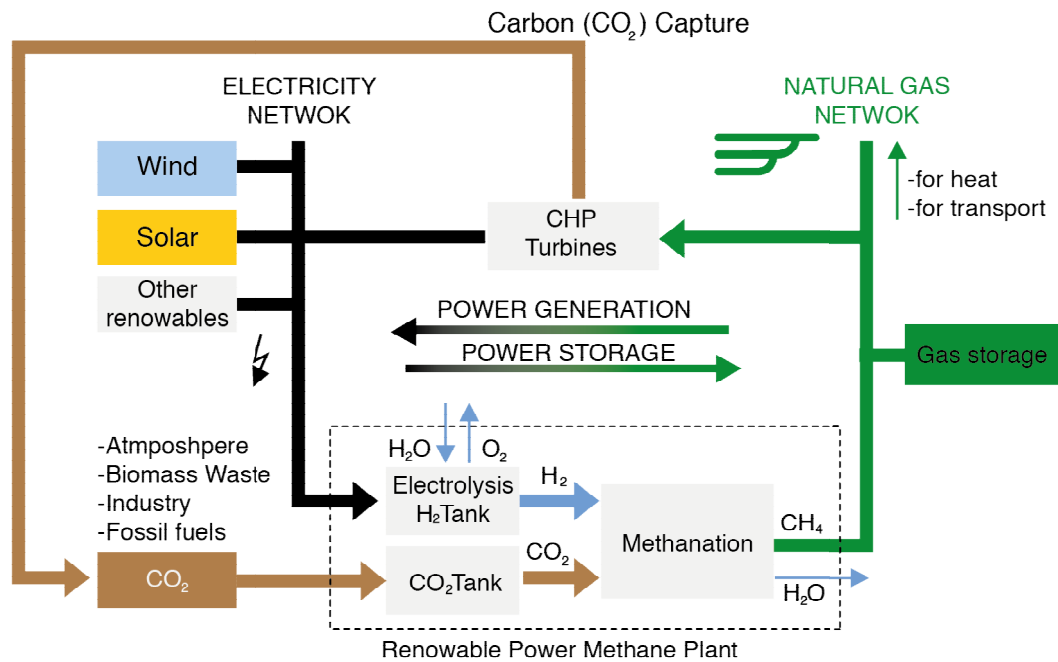 Carbon (CO₂) Capture
ELECTRICITY
NETWOK
NATURAL GAS
NETWOK
Wind
-for heat
-for transport
Solar
CHP
Turbines
Other
renowables
POWER GENERATION
POWER STORAGE
Gas storage
-Atmposhpere
-Biomass Waste
-Industry
-Fossil fuels
H₂O
O₂
Electrolysis
H₂Tank
H₂
Methanation
CH₄
CO₂
CO₂Tank
CO₂
H₂O
Renowable Power Methane Plant